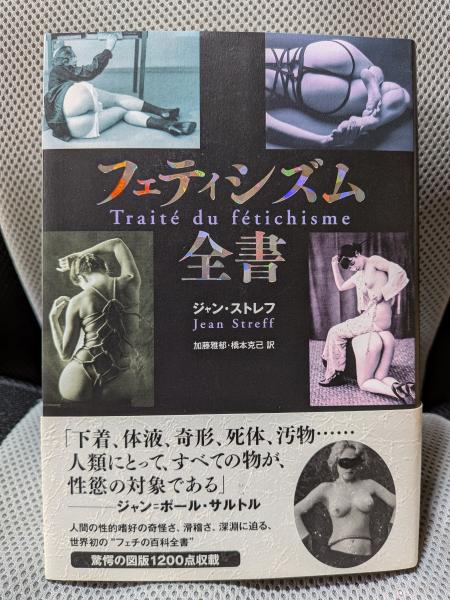 フェティシズム
Traité du fétichisme
全書
ジャン・ストレフ
Jean Streff
加藤雅郁・橋本克己 訳
「下着、体液、奇形、死体、汚物……
人類にとって、すべての物が、
性慾の対象である」
――ジャン=ポール・サルトル
人間の性的嗜好の奇怪さ、滑稽さ、深淵に迫る、
世界初の“フェチの百科全書”
驚愕の図版1200点収載